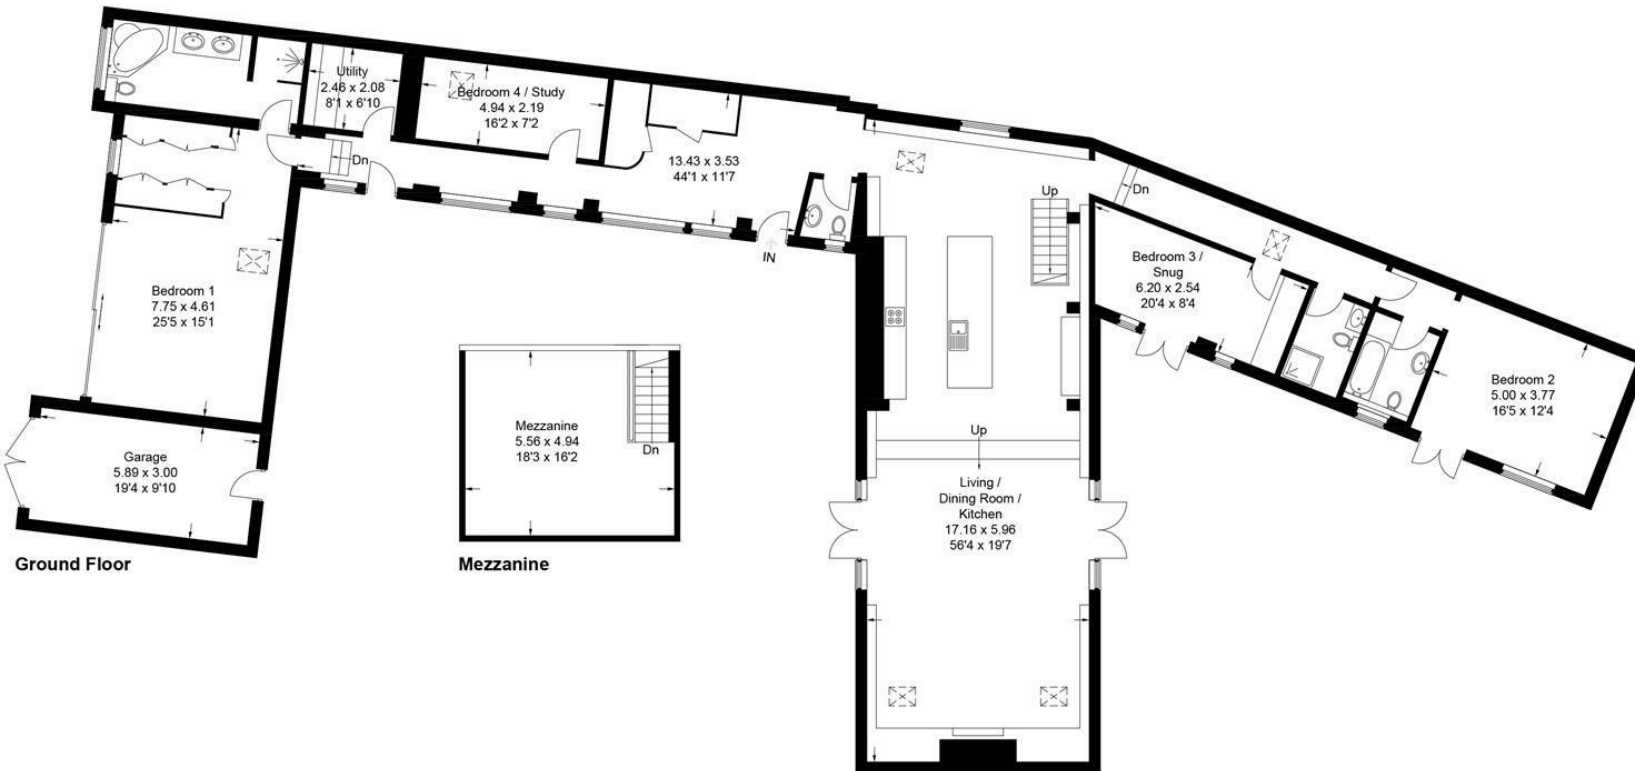 Utility
2.46 x 2.08
8'1 x 6'10
Bedroom 4 / Study
4.94 x 2.19
16'2 x 7'2
Dn
13.43 x 3.53
44'1 x 11'7
IN
Up
Dn
Bedroom 3 /
Snug
6.20 x 2.54
20'4 x 8'4
Bedroom 1
7.75 x 4.61
25'5 x 15'1
Bedroom 2
5.00 x 3.77
16'5 x 12'4
Mezzanine
5.56 x 4.94
18'3 x 16'2
Dn
Up
Garage
5.89 x 3.00
19'4 x 9'10
Living /
Dining Room /
Kitchen
17.16 x 5.96
56'4 x 19'7
Ground Floor
Mezzanine